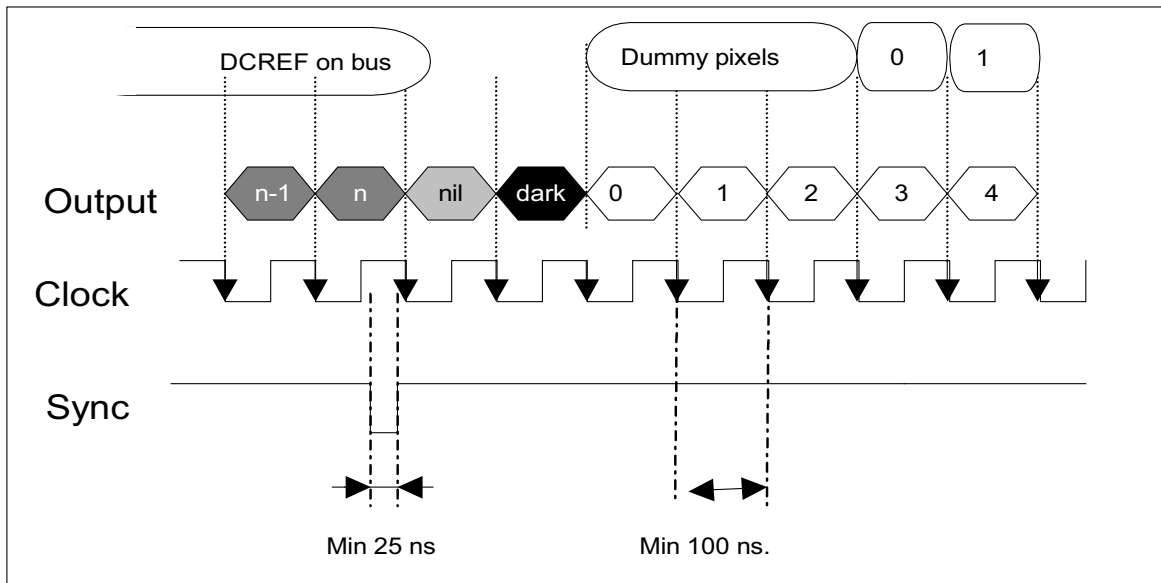 DCREF on bus Dummy pixels 0 1
Output n-1 n nil dark 0 1 2 3 4
Clock
Sync
Min 25 ns Min 100 ns.